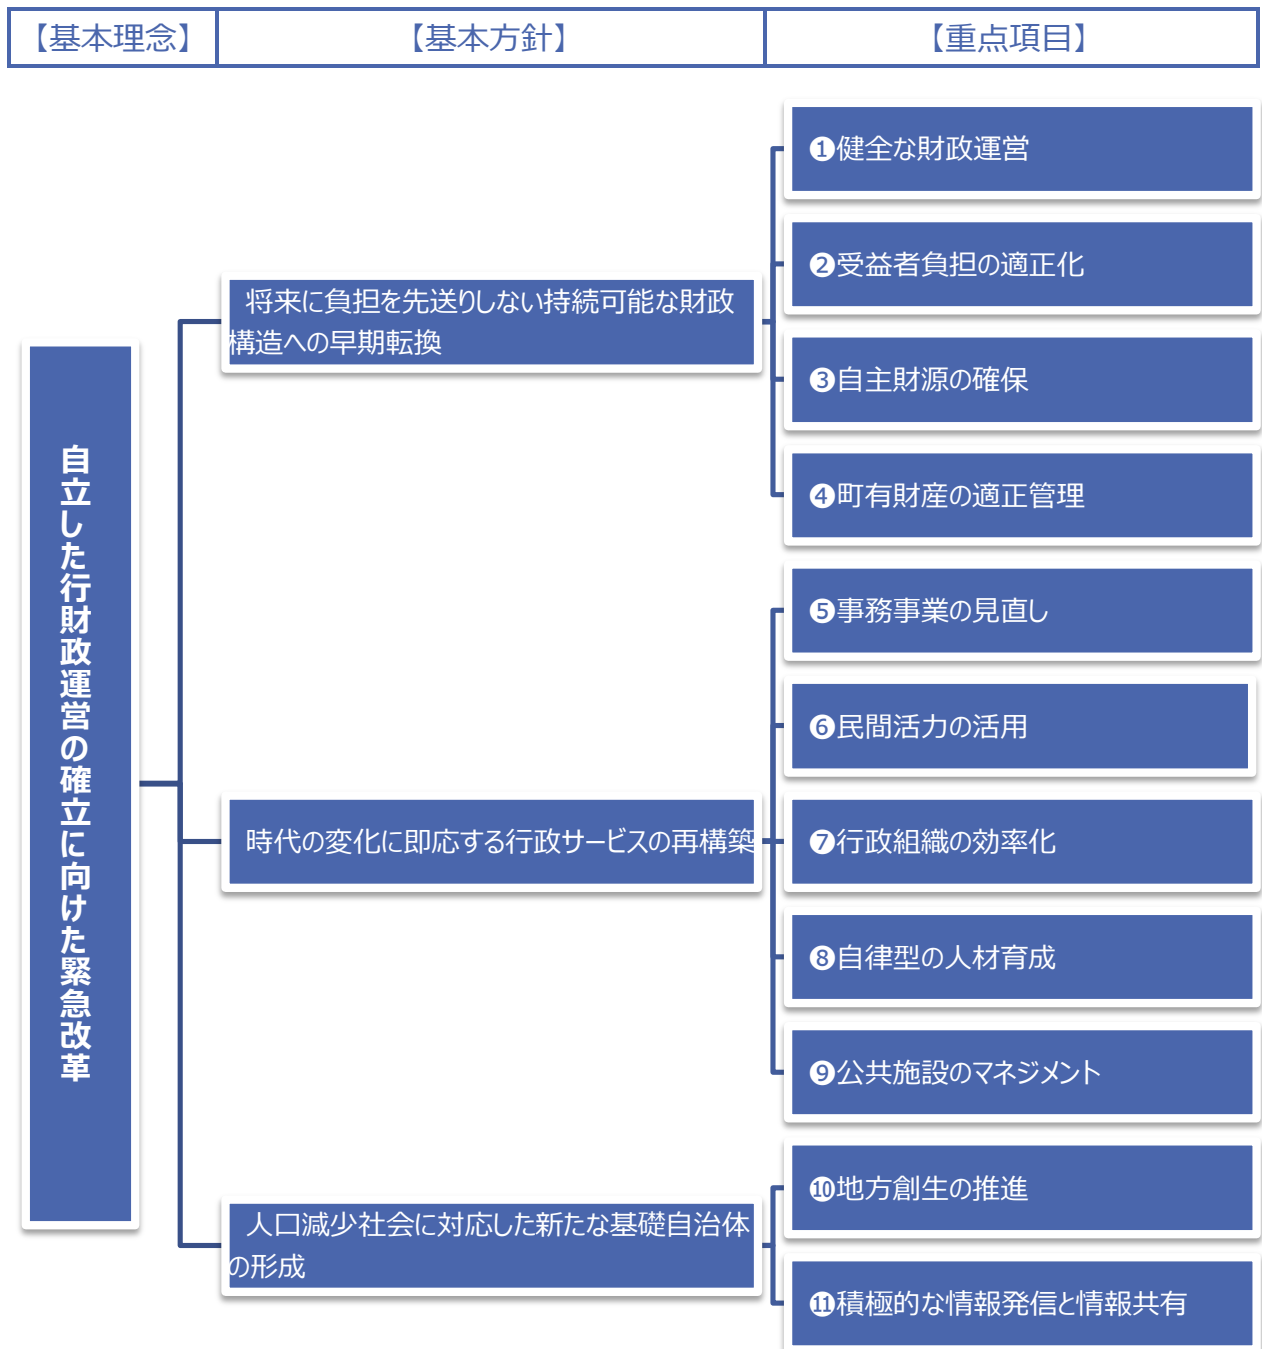 【基本理念】
【基本方針】
【重点項目】
自立した行財政運営の確立に向けた緊急改革
将来に負担を先送りしない持続可能な財政
構造への早期転換
❶健全な財政運営
❷受益者負担の適正化
❸自主財源の確保
❹町有財産の適正管理
時代の変化に即応する行政サービスの再構築
❺事務事業の見直し
❻民間活力の活用
❼行政組織の効率化
❽自律型の人材育成
❾公共施設のマネジメント
人口減少社会に対応した新たな基礎自治体
の形成
❿地方創生の推進
⓫積極的な情報発信と情報共有